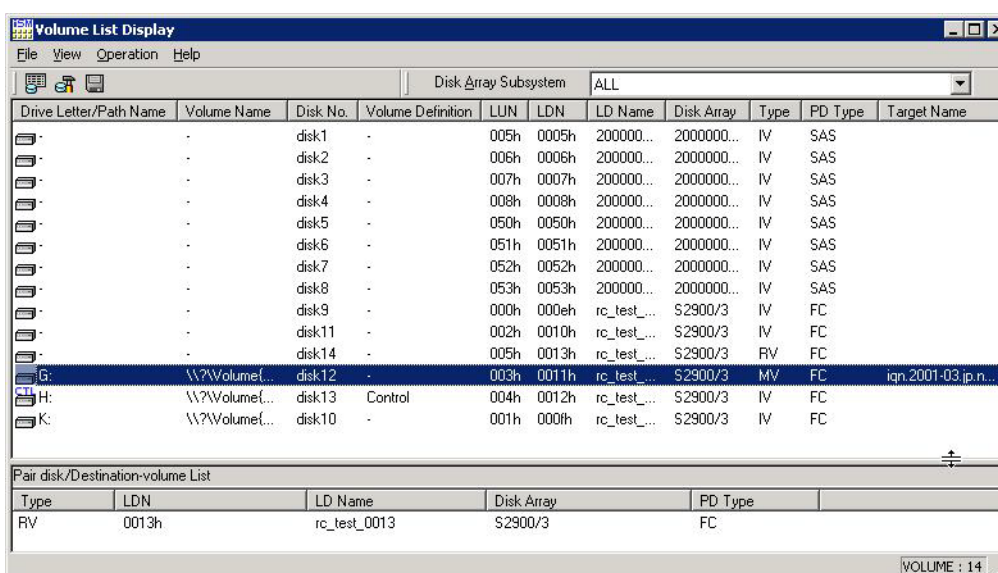 iSM Volume List Display
File View Operation Help
Disk Array Subsystem ALL
Drive Letter/Path Name Volume Name Disk No. Volume Definition LUN LDN LD Name Disk Array Type PD Type Target Name
- - disk1 - 005h 0005h 200000... 2000000... IV SAS
- - disk2 - 006h 0006h 200000... 2000000... IV SAS
- - disk3 - 007h 0007h 200000... 2000000... IV SAS
- - disk4 - 008h 0008h 200000... 2000000... IV SAS
- - disk5 - 050h 0050h 200000... 2000000... IV SAS
- - disk6 - 051h 0051h 200000... 2000000... IV SAS
- - disk7 - 052h 0052h 200000... 2000000... IV SAS
- - disk8 - 053h 0053h 200000... 2000000... IV SAS
- - disk9 - 000h 000eh rc_test_... S2900/3 IV FC
- - disk11 - 002h 0010h rc_test_... S2900/3 IV FC
- - disk14 - 005h 0013h rc_test_... S2900/3 RV FC
G: \\?\Volume{... disk12 - 003h 0011h rc_test_... S2900/3 MV FC iqn.2001-03.jp.n...
CTL H: \\?\Volume{... disk13 Control 004h 0012h rc_test_... S2900/3 IV FC
K: \\?\Volume{... disk10 - 001h 000fh rc_test_... S2900/3 IV FC
Pair disk/Destination-volume List
Type LDN LD Name Disk Array PD Type
RV 0013h rc_test_0013 S2900/3 FC
VOLUME : 14